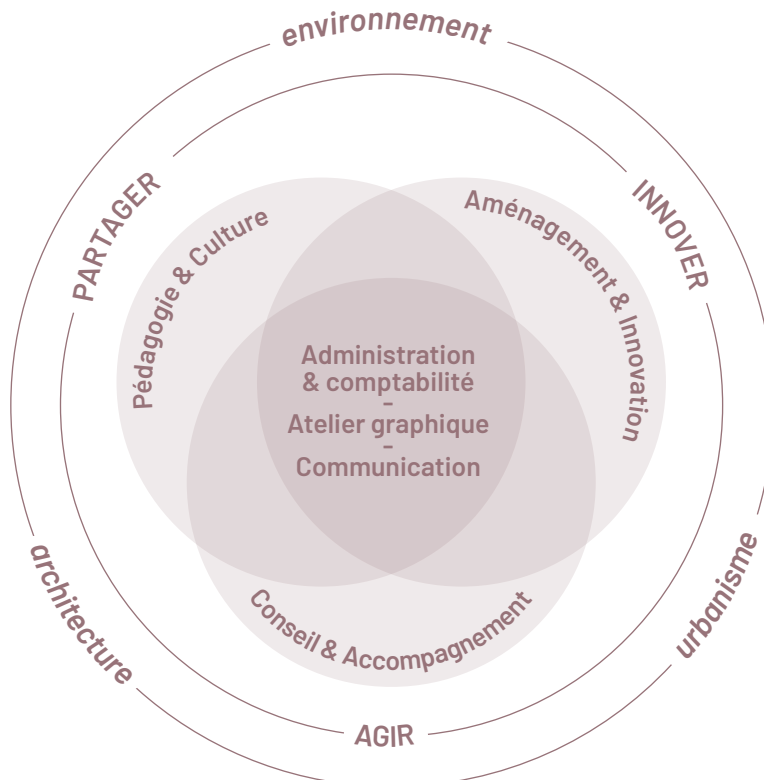 environnement
PARTAGER
INNOVER
Pédagogie & Culture
Aménagement & Innovation
Administration
& comptabilité
-
Atelier graphique
-
Communication
Conseil & Accompagnement
architecture
urbanisme
AGIR